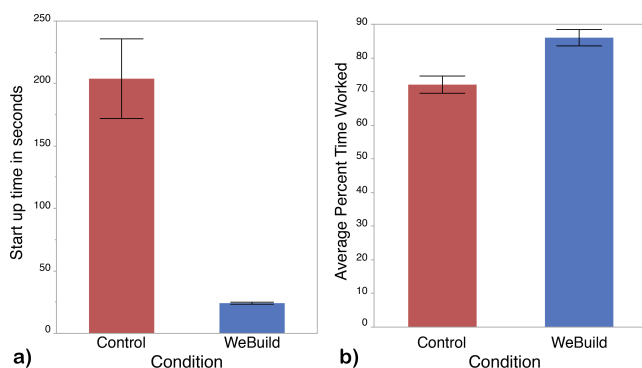 Start up time in seconds
250
200
150
100
50
0
Control WeBuild
Condition
a)
Average Percent Time Worked
90
80
70
60
50
40
30
20
10
0
Control WeBuild
Condition
b)